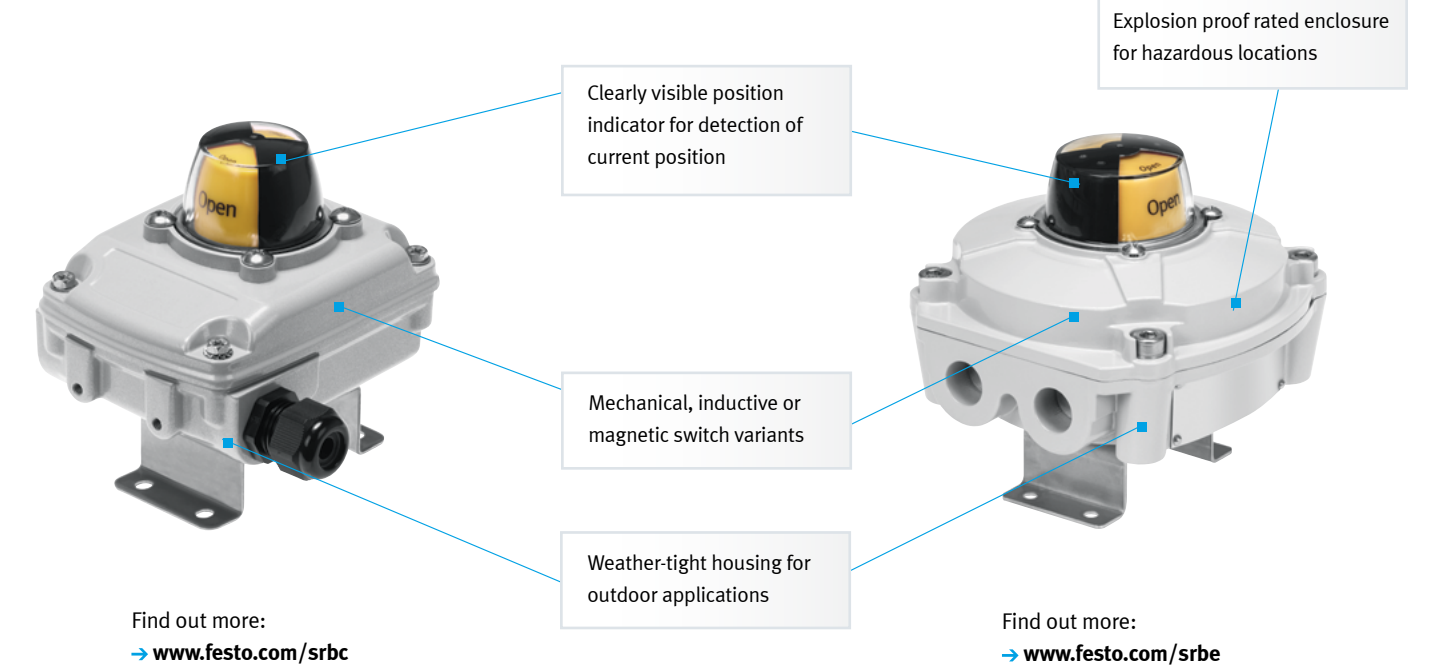 Explosion proof rated enclosure
for hazardous locations
Clearly visible position
indicator for detection of
current position
Open
Open
Open
Open
Mechanical, inductive or
magnetic switch variants
Weather-tight housing for
outdoor applications
Find out more:
→ www.festo.com/srbc
Find out more:
→ www.festo.com/srbe